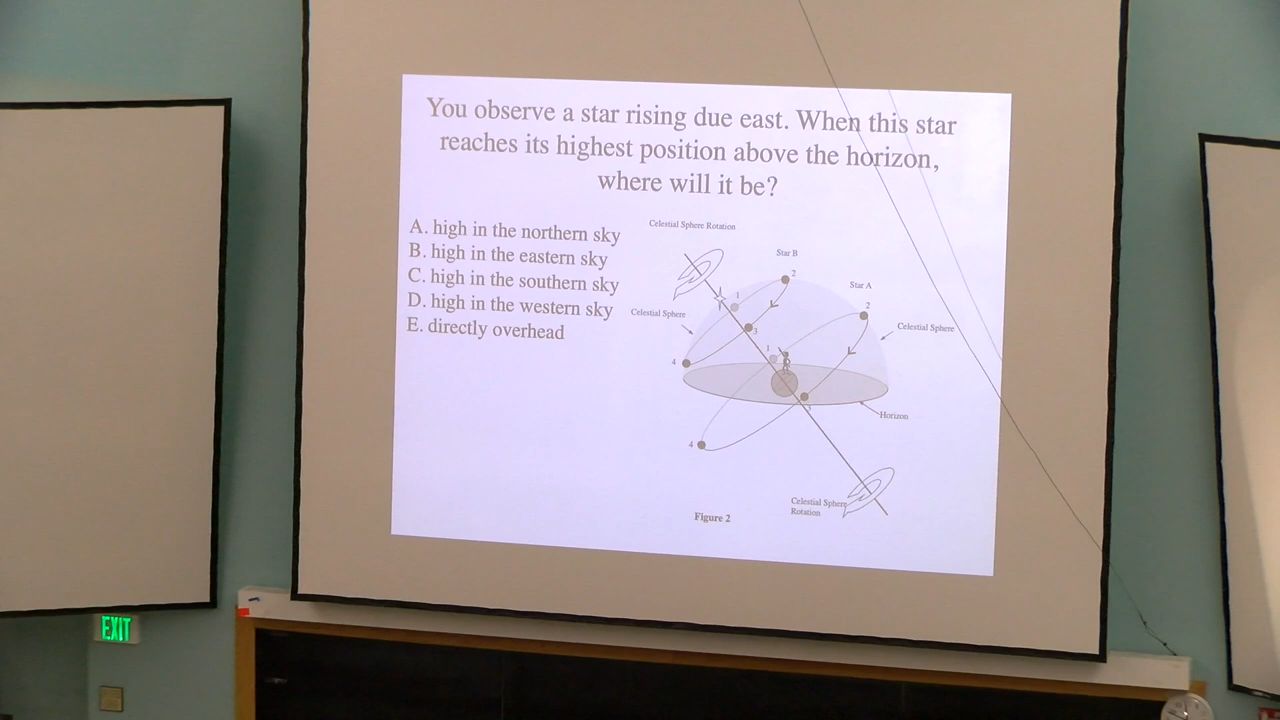 You observe a star rising due east. When this star
reaches its highest position above the horizon,
where will it be?
A. high in the northern sky
B. high in the eastern sky
C. high in the southern sky
D. high in the western sky
E. directly overhead
Celestial Sphere Rotation
Star B
2
Star A
2
1
Celestial Sphere
Celestial Sphere
3
1
4
3
Horizon
4
Celestial Sphere
Rotation
Figure 2
EXIT